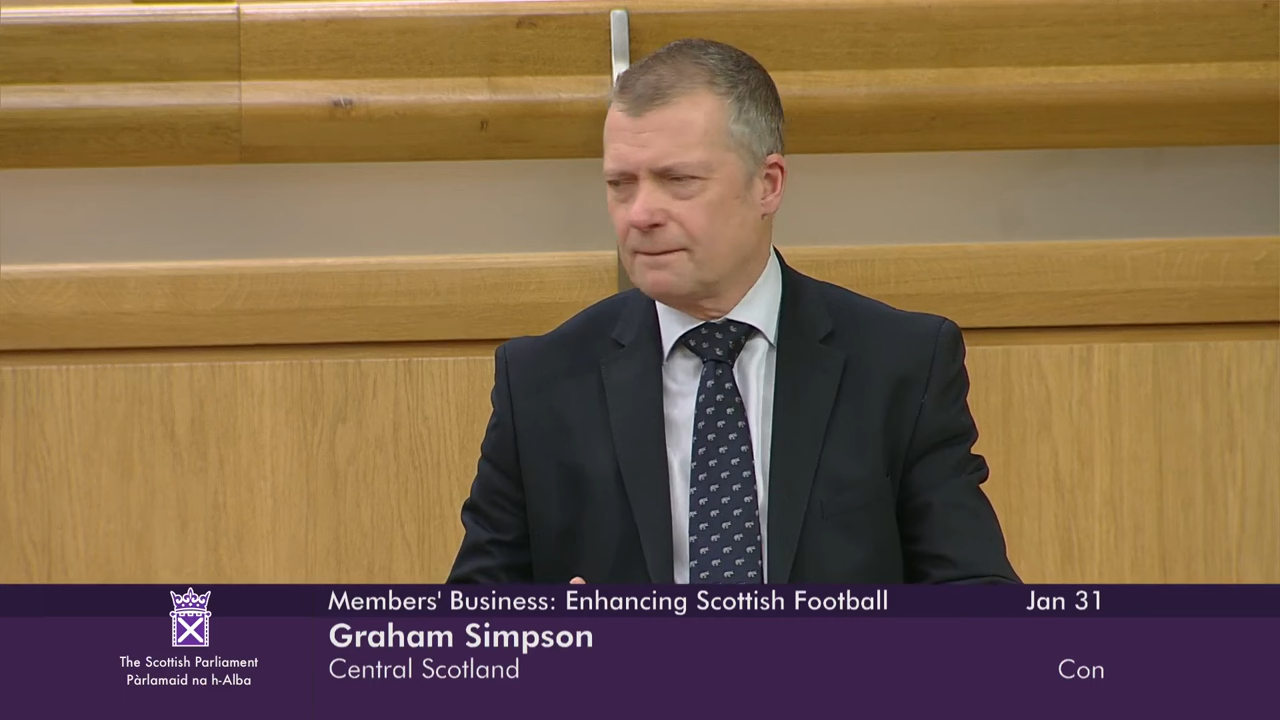 Members' Business: Enhancing Scottish Football Jan 31
Graham Simpson
Central Scotland Con
The Scottish Parliament
Pàrlamaid na h-Alba